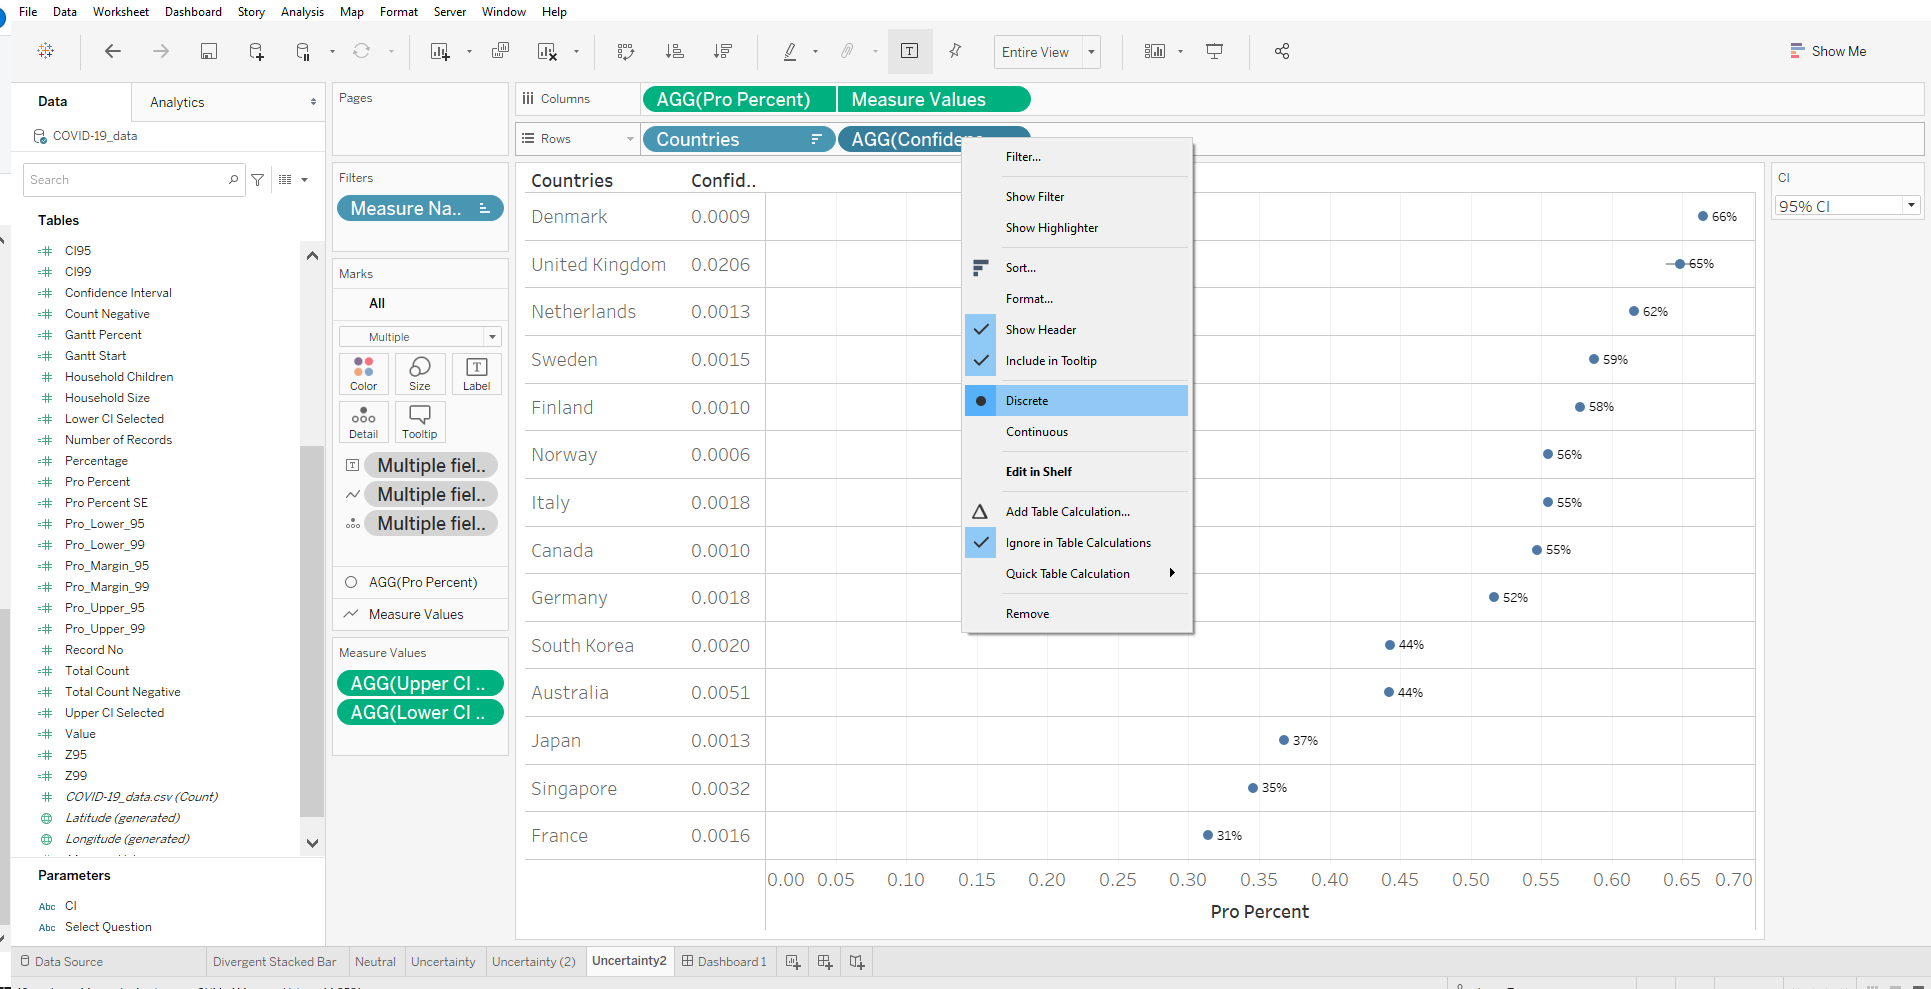 File Data Worksheet Dashboard Story Analysis Map Format Server Window Help
Entire View
Show Me
Data
Analytics
COVID-19_data
Search
Tables
CI95
CI99
Confidence Interval
Count Negative
Gantt Percent
Gantt Start
Household Children
Household Size
Lower CI Selected
Number of Records
Percentage
Pro Percent
Pro Percent SE
Pro_Lower_95
Pro_Lower_99
Pro_Margin_95
Pro_Margin_99
Pro_Upper_95
Pro_Upper_99
Record No
Total Count
Total Count Negative
Upper CI Selected
Value
Z95
Z99
COVID-19_data.csv (Count)
Latitude (generated)
Longitude (generated)
Parameters
Abc CI
Abc Select Question
Pages
Filters
Measure Na..
Marks
All
Multiple
Color
Size
Label
Detail
Tooltip
Multiple fiel..
Multiple fiel..
Multiple fiel..
AGG(Pro Percent)
Measure Values
Measure Values
AGG(Upper CI ..
AGG(Lower CI ..
Columns
AGG(Pro Percent)
Measure Values
Rows
Countries
Countries Confid..
Denmark 0.0009 66%
United Kingdom 0.0206 65%
Netherlands 0.0013 62%
Sweden 0.0015 59%
Finland 0.0010 58%
Norway 0.0006 56%
Italy 0.0018 55%
Canada 0.0010 55%
Germany 0.0018 52%
South Korea 0.0020 44%
Australia 0.0051 44%
Japan 0.0013 37%
Singapore 0.0032 35%
France 0.0016 31%
0.00 0.05 0.10 0.15 0.20 0.25 0.30 0.35 0.40 0.45 0.50 0.55 0.60 0.65 0.70
Pro Percent
Filter...
Show Filter
Show Highlighter
Sort...
Format...
Show Header
Include in Tooltip
Discrete
Continuous
Edit in Shelf
Add Table Calculation...
Ignore in Table Calculations
Quick Table Calculation
Remove
CI
95% CI
Data Source
Divergent Stacked Bar
Neutral
Uncertainty
Uncertainty (2)
Uncertainty2
Dashboard 1